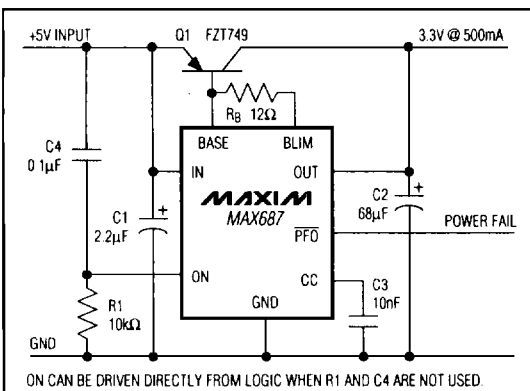 +5V INPUT
Q1 FZT749
3.3V @ 500mA
RB 12Ω
BASE BLIM
C4
0.1µF
IN
OUT
MAXIM
MAX687
C1
2.2µF
+
+
C2
68µF
PFO
POWER FAIL
ON
CC
C3
10nF
R1
10kΩ
GND
GND
ON CAN BE DRIVEN DIRECTLY FROM LOGIC WHEN R1 AND C4 ARE NOT USED.